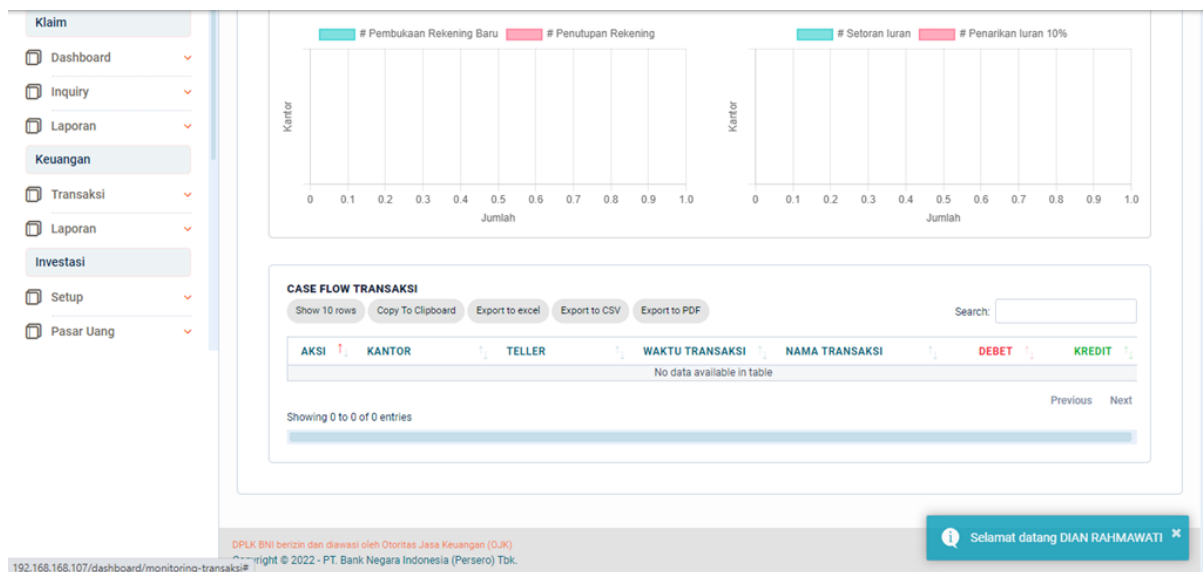 Klaim
Dashboard
Inquiry
Laporan
Keuangan
Transaksi
Laporan
Investasi
Setup
Pasar Uang
# Pembukaan Rekening Baru # Penutupan Rekening
Kantor
0 0.1 0.2 0.3 0.4 0.5 0.6 0.7 0.8 0.9 1.0
Jumlah
# Setoran Iuran # Penarikan Iuran 10%
Kantor
0 0.1 0.2 0.3 0.4 0.5 0.6 0.7 0.8 0.9 1.0
Jumlah
CASE FLOW TRANSAKSI
Show 10 rows Copy To Clipboard Export to excel Export to CSV Export to PDF Search:
AKSI KANTOR TELLER WAKTU TRANSAKSI NAMA TRANSAKSI DEBET KREDIT
No data available in table
Previous Next
Showing 0 to 0 of 0 entries
DPLK BNI berizin dan diawasi oleh Otoritas Jasa Keuangan (OJK)
© 2022 - PT. Bank Negara Indonesia (Persero) Tbk.
Selamat datang DIAN RAHMAWATI ×
192.168.168.107/dashboard/monitoring-transaksi#